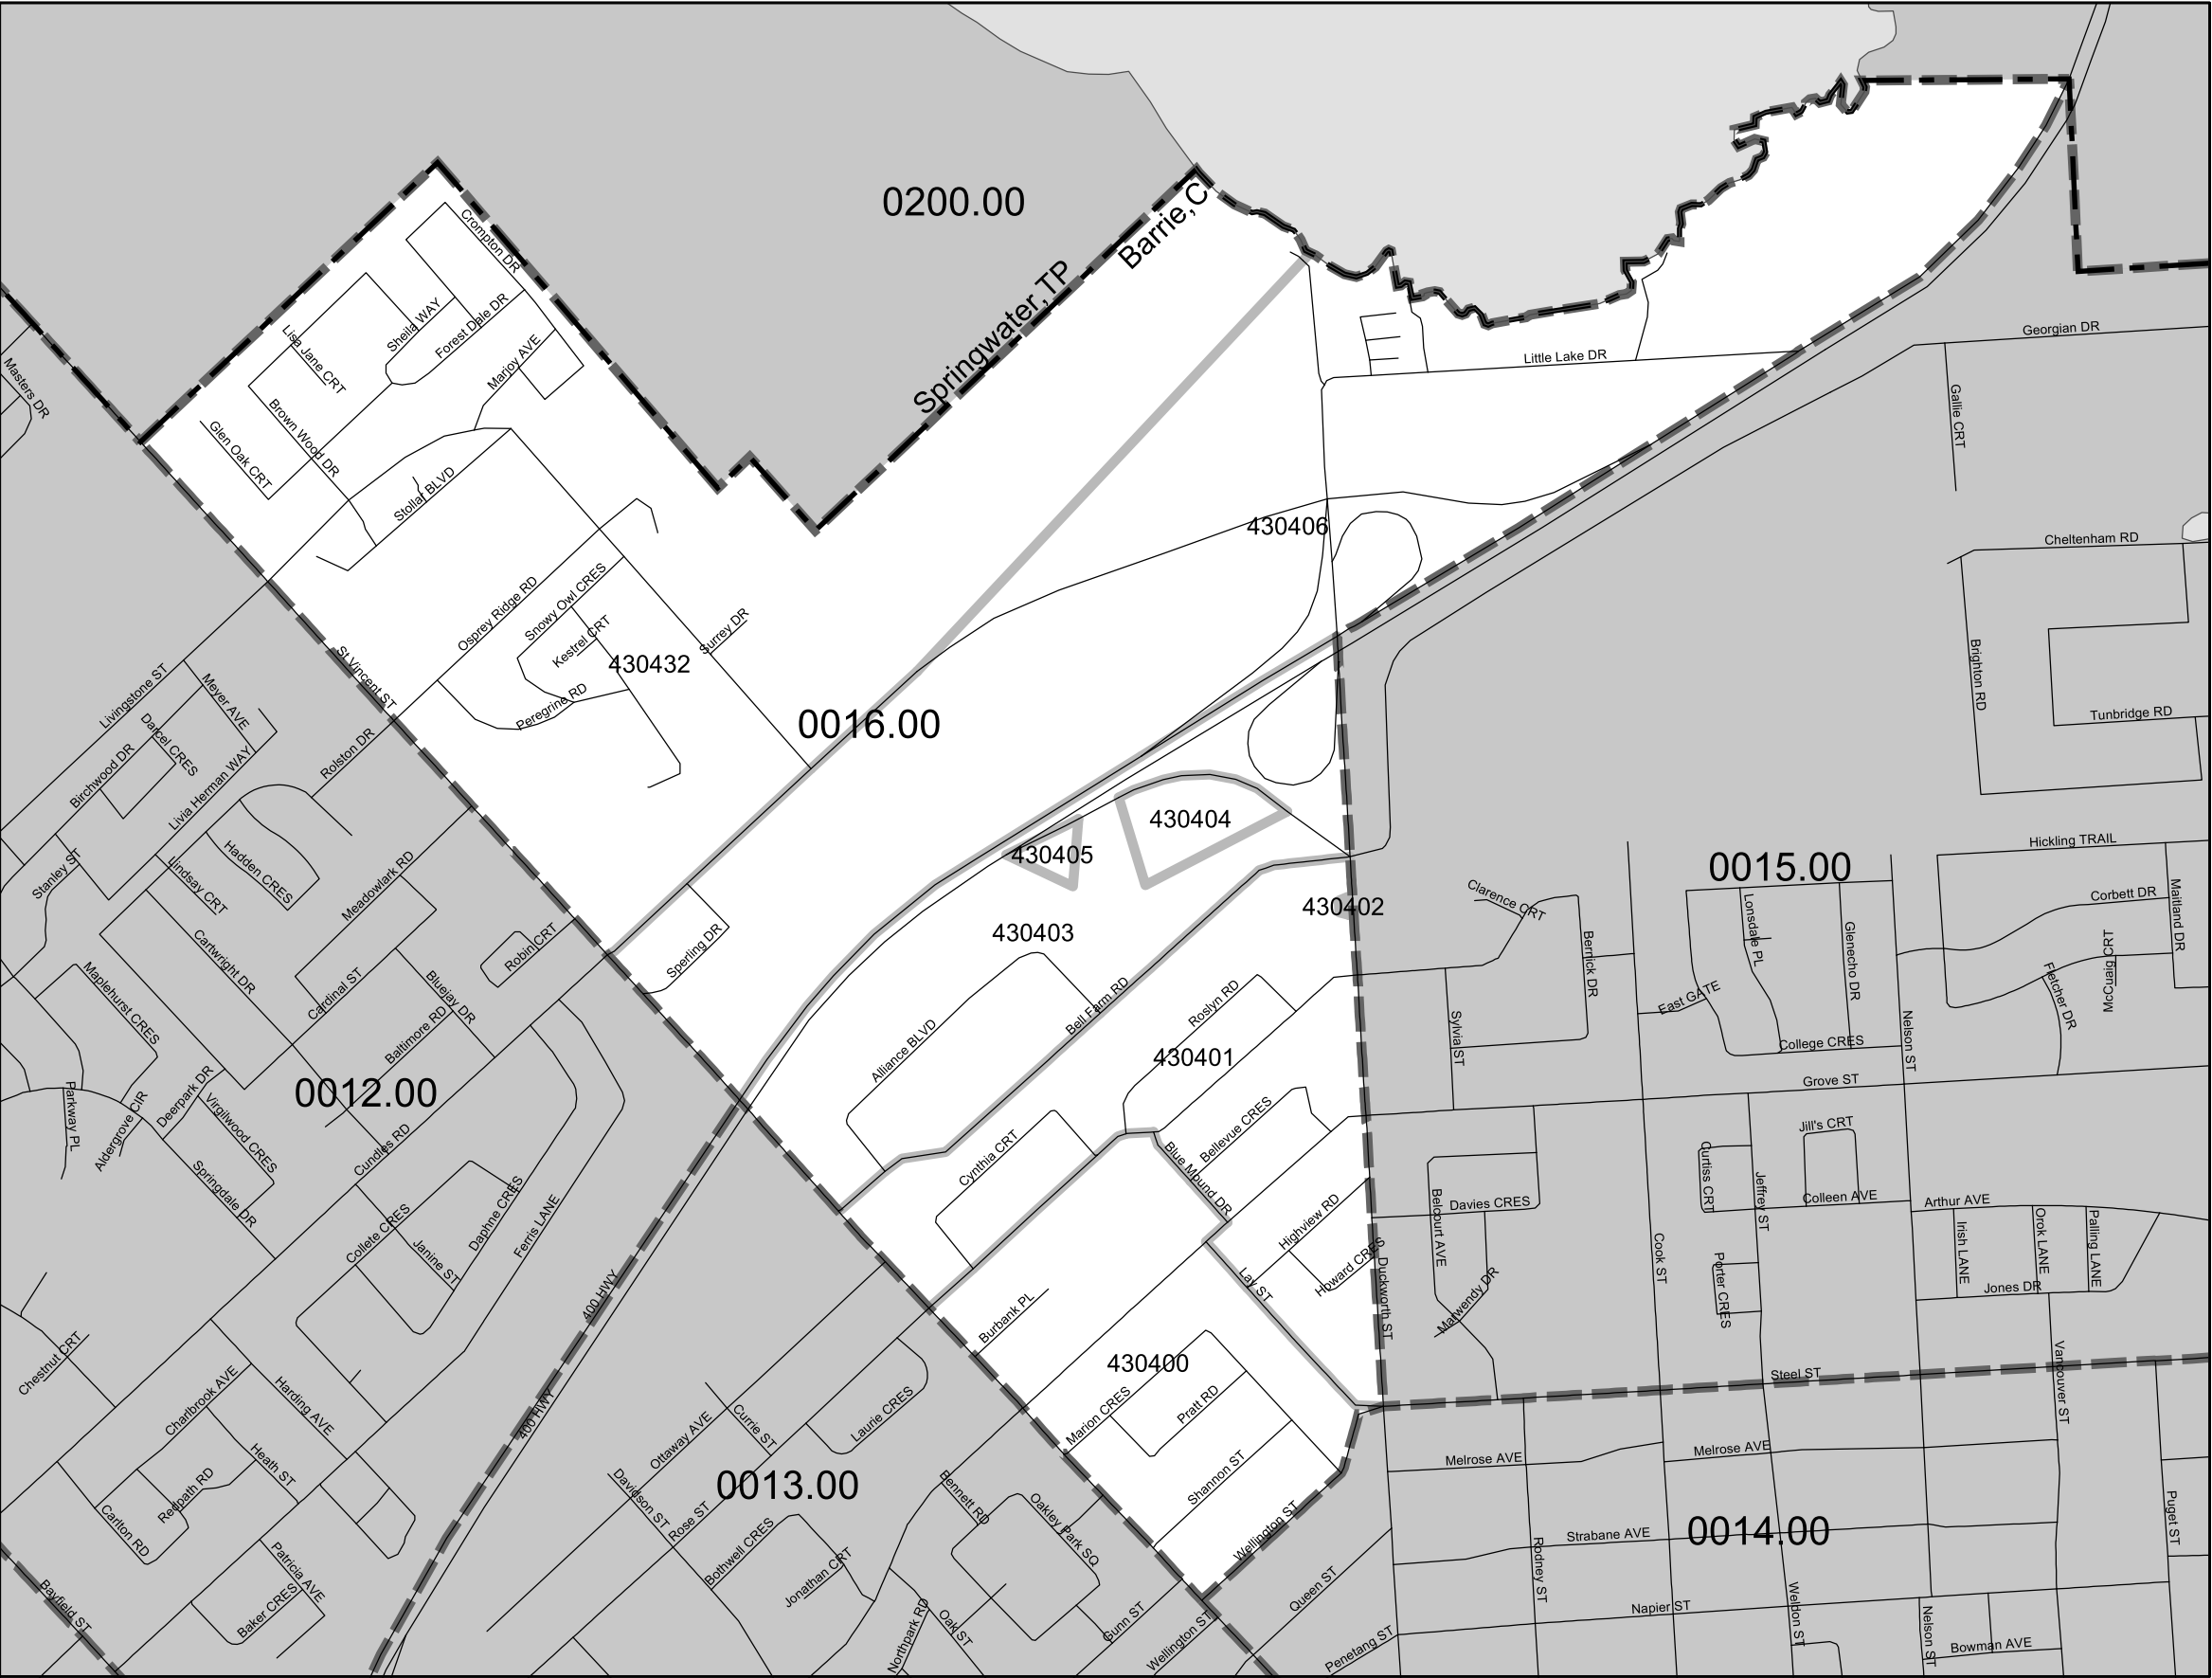 0200.00
Barrie,C
Springwater,TP
Crompton DR
Sheila WAY
Forest Dale DR
Lisa Jane CRT
Marjoy AVE
Masters DR
Brown Wood DR
Glen Oak CRT
Stollar BLVD
Little Lake DR
Georgian DR
Gallie CRT
430406
Cheltenham RD
Osprey Ridge RD
Snowy Owl CRES
Kestrel CRT
Surrey DR
430432
Peregrine RD
St Vincent ST
Brighton RD
Tunbridge RD
Livingstone ST
Meyer AVE
Darcel CRES
Birchwood DR
Livia Herman WAY
Rolston DR
0016.00
430404
430405
430402
430403
0015.00
Hickling TRAIL
Corbett DR
Maitland DR
Stanley ST
Lindsay CRT
Hadden CRES
Meadowlark RD
Cartwright DR
Robin CRT
Sperling DR
Clarence CRT
Berrick DR
Lonsdale PL
Glenecho DR
McCraig CRT
Fletcher DR
East GATE
Maplehurst CRES
Cardinal ST
Bluejay DR
Baltimore RD
Bell Farm RD
Roslyn RD
Alliance BLVD
430401
Sylvia ST
College CRES
Nelson ST
Grove ST
0012.00
Parkway PL
Aldergrove CIR
Deerpark DR
Virgilwood CRES
Springdale DR
Cundles RD
Cynthia CRT
Blue Mound DR
Bellevue CRES
Jill's CRT
Curtiss CRT
Jeffrey ST
Colleen AVE
Arthur AVE
Collete CRES
Janine ST
Daphne CRES
Ferris LANE
Highview RD
Howard CRES
Belcourt AVE
Davies CRES
Duckworth ST
Marwendy DR
Cook ST
Porter CRES
Irish LANE
Orok LANE
Palling LANE
Jones DR
400 HWY
Lay ST
Burbank PL
Chestnut CRT
430400
Steel ST
Vancouver ST
Charlbrook AVE
Harding AVE
400 HWY
Laurie CRES
Currie ST
Ottaway AVE
Marion CRES
Pratt RD
Shannon ST
Melrose AVE
Melrose AVE
Heath ST
Redpath RD
Carlton RD
Davidson ST
0013.00
Rose ST
Bennett RD
Oakley Park SQ
Wellington ST
Strabane AVE
0014.00
Puget ST
Rodney ST
Patricia AVE
Baker CRES
Bayfield ST
Bothwell CRES
Jonathan CRT
Northpark RD
Oak ST
Gunn ST
Wellington ST
Queen ST
Penetang ST
Napier ST
Weldon ST
Nelson ST
Bowman AVE